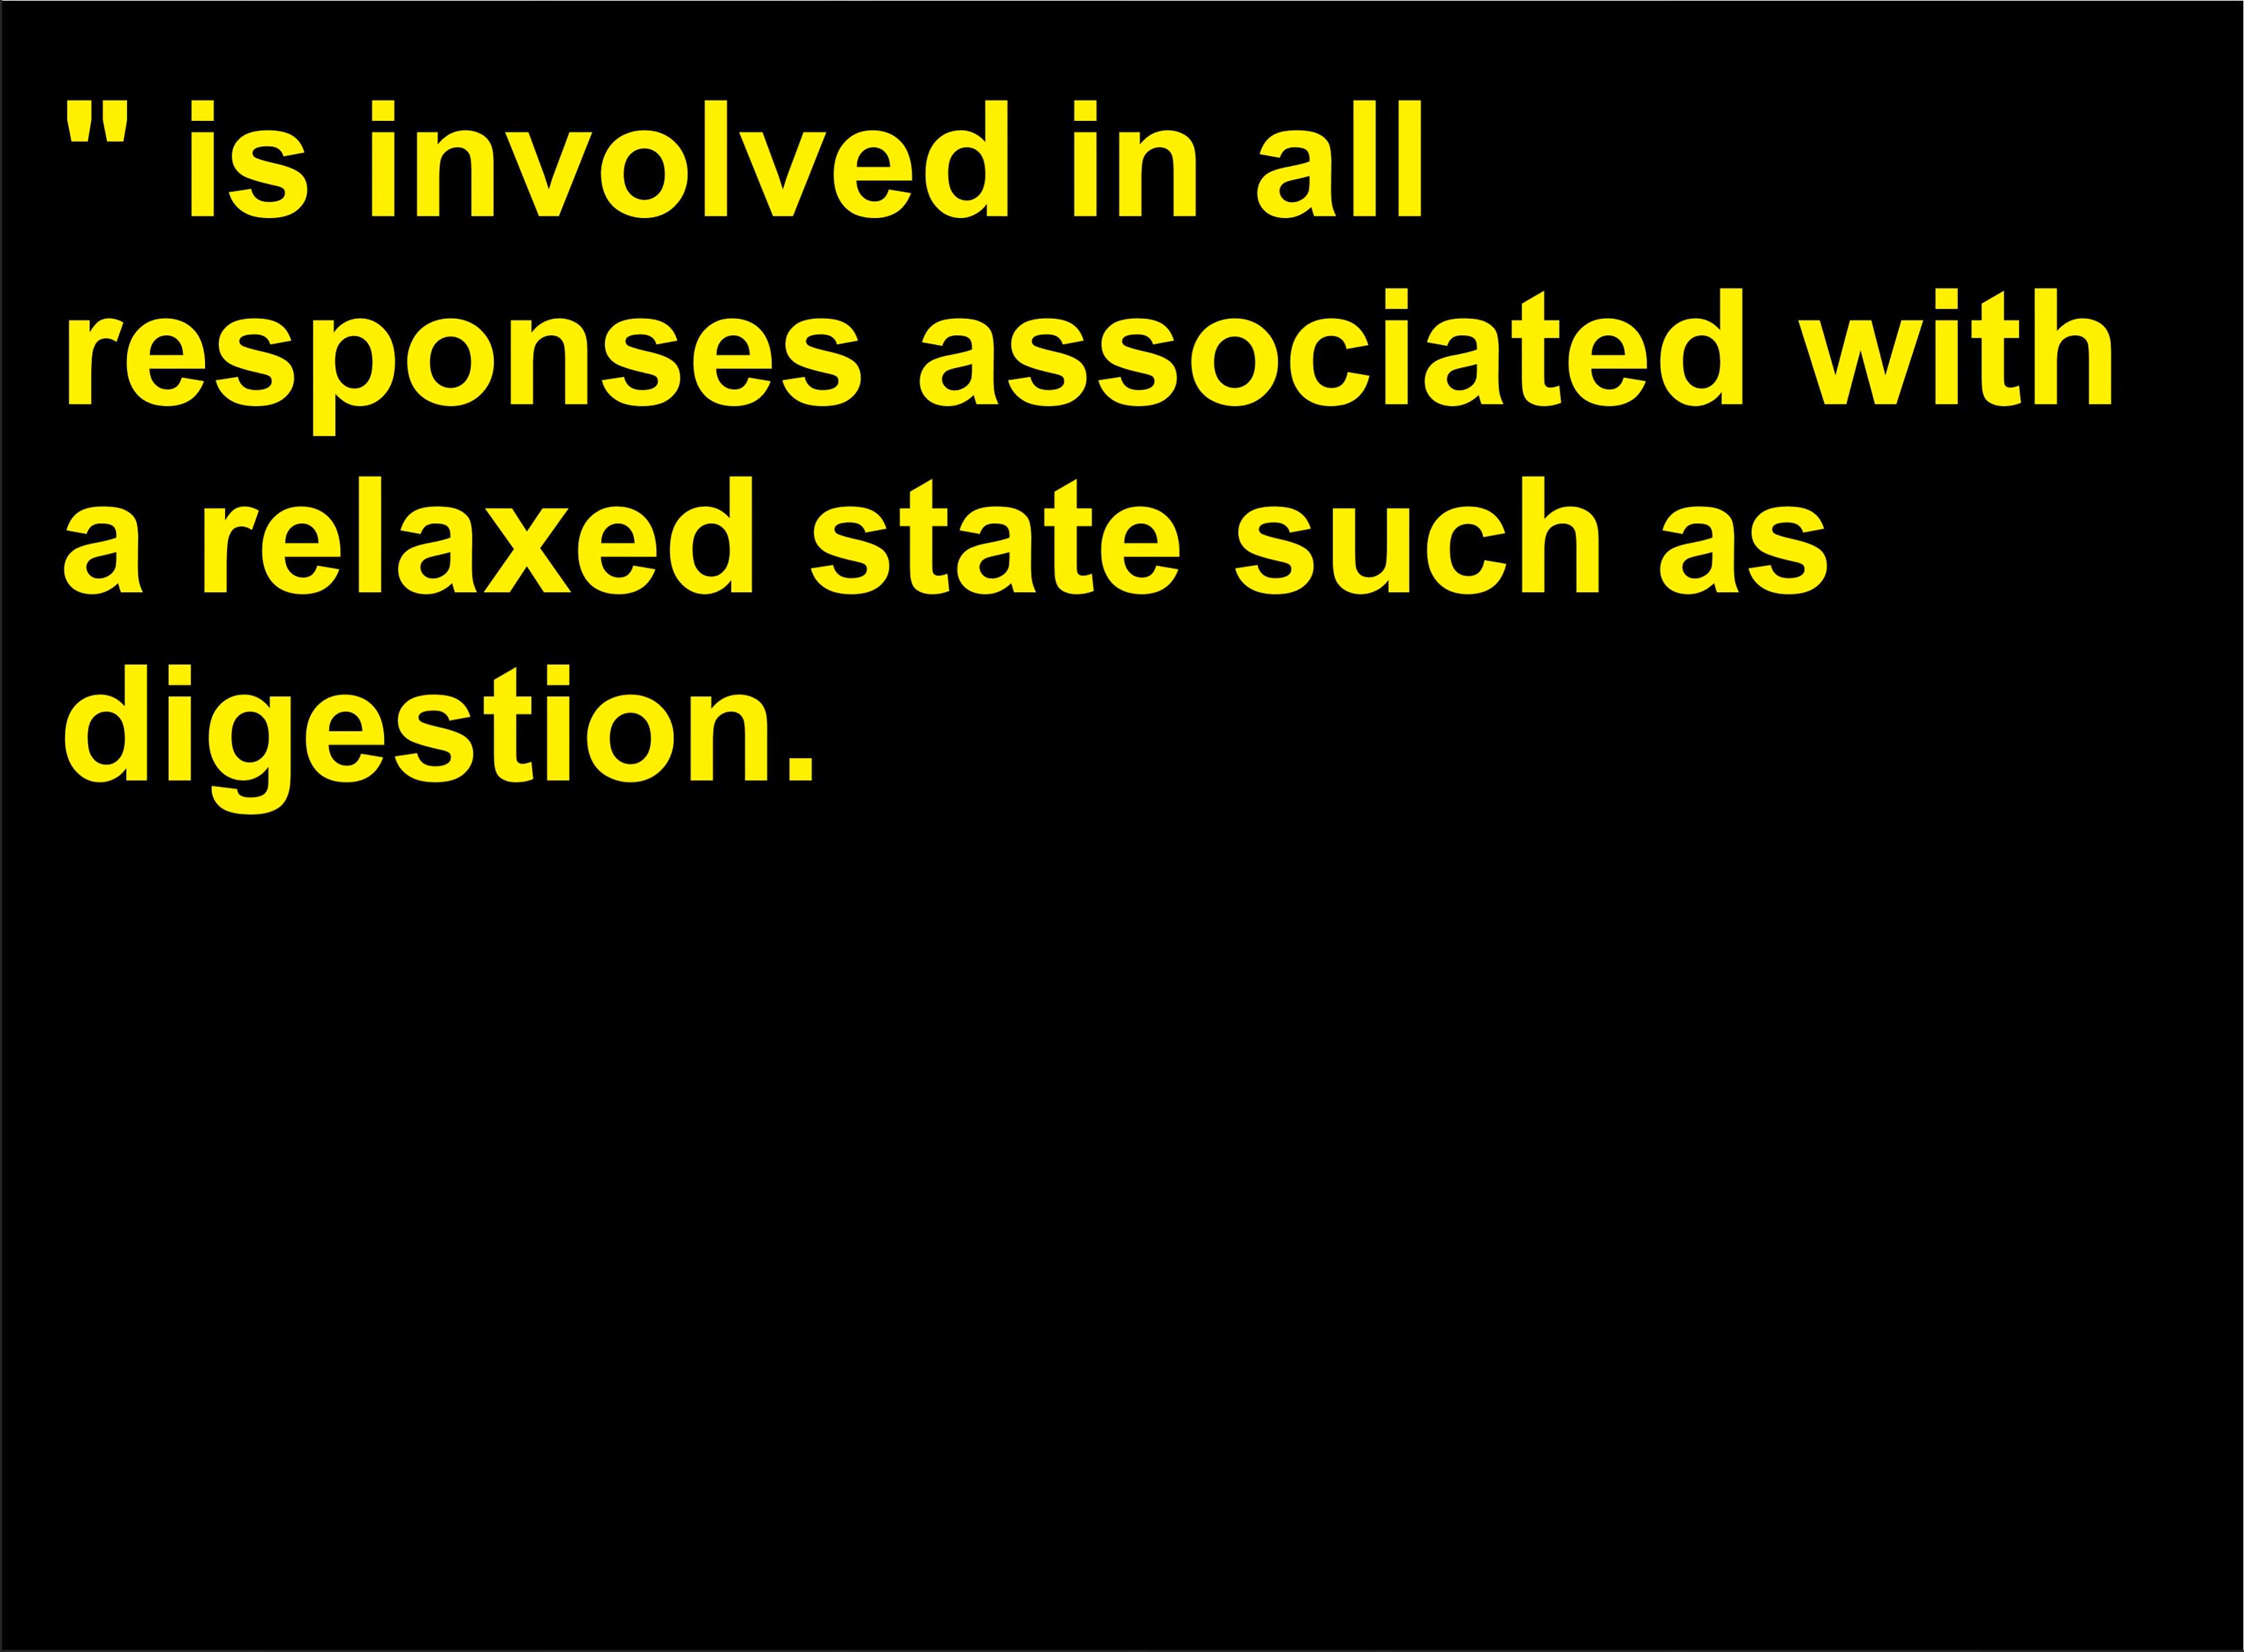 " is involved in all
responses associated with
a relaxed state such as
digestion.